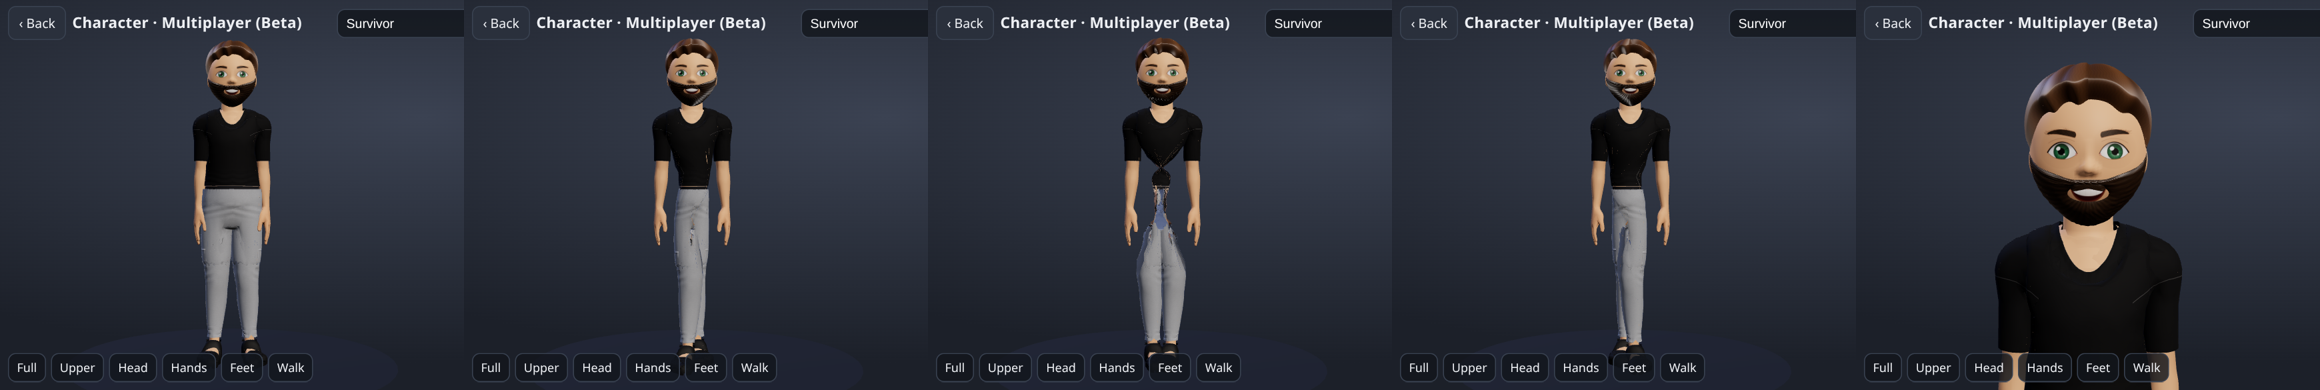 ‹ Back Character · Multiplayer (Beta) Survivor
Full Upper Head Hands Feet Walk
‹ Back Character · Multiplayer (Beta) Survivor
Full Upper Head Hands Feet Walk
‹ Back Character · Multiplayer (Beta) Survivor
Full Upper Head Hands Feet Walk
‹ Back Character · Multiplayer (Beta) Survivor
Full Upper Head Hands Feet Walk
‹ Back Character · Multiplayer (Beta) Survivor
Full Upper Head Hands Feet Walk